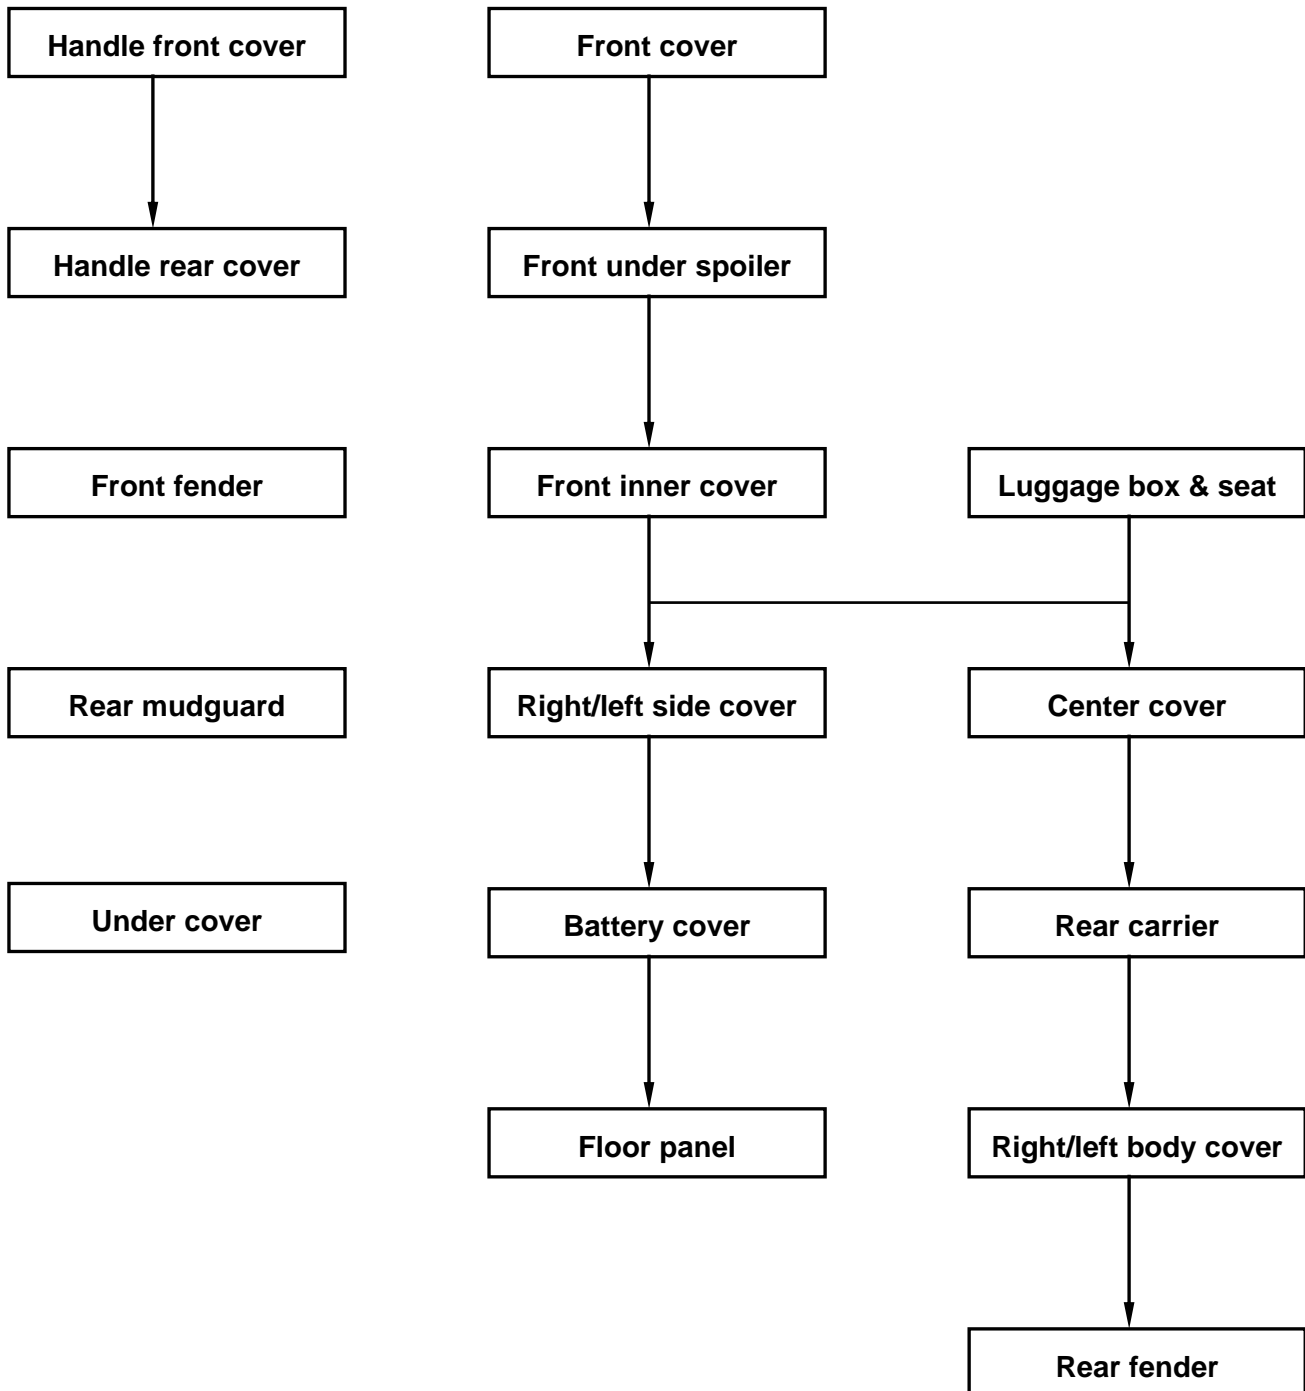 Handle front cover
Front cover
Handle rear cover
Front under spoiler
Front fender
Front inner cover
Luggage box & seat
Rear mudguard
Right/left side cover
Center cover
Under cover
Battery cover
Rear carrier
Floor panel
Right/left body cover
Rear fender